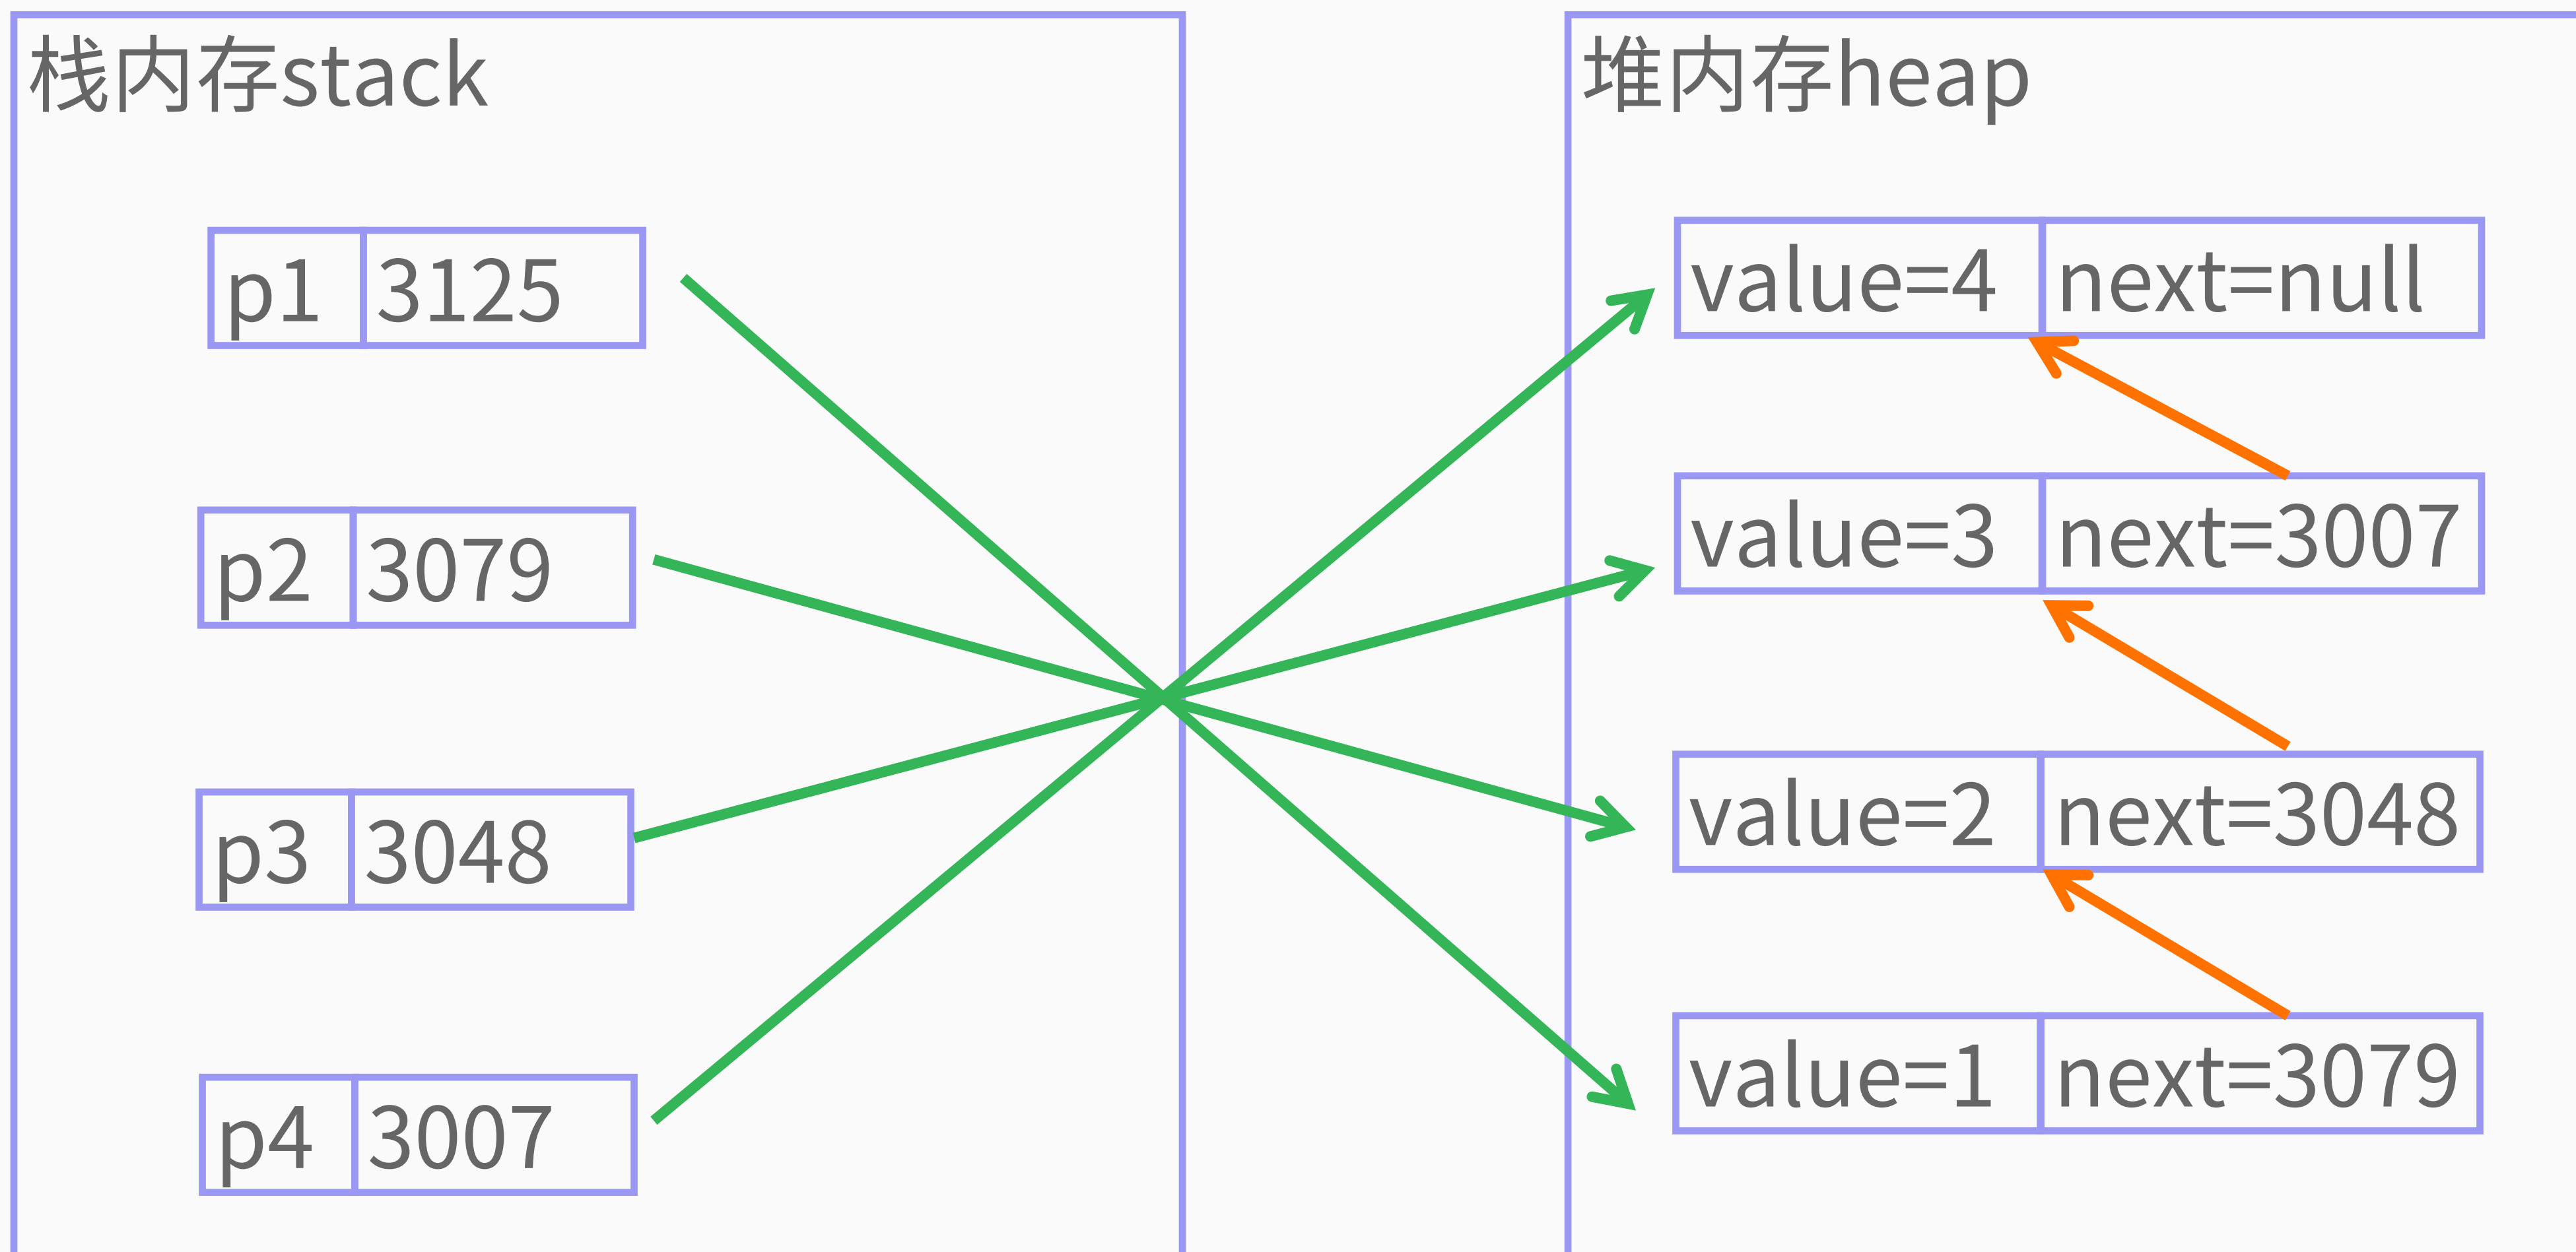 栈内存stack
p1 3125
p2 3079
p3 3048
p4 3007
堆内存heap
value=4 next=null
value=3 next=3007
value=2 next=3048
value=1 next=3079